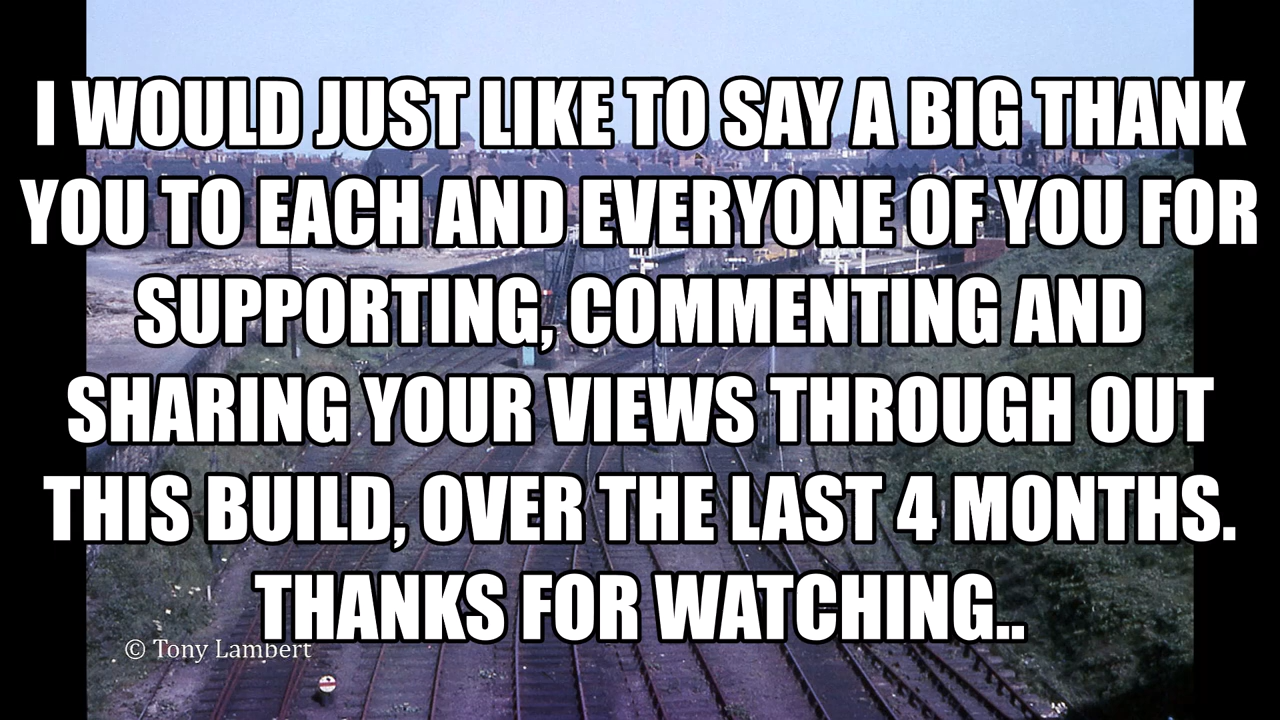 I WOULD JUST LIKE TO SAY A BIG THANK
YOU TO EACH AND EVERYONE OF YOU FOR
SUPPORTING, COMMENTING AND
SHARING YOUR VIEWS THROUGH OUT
THIS BUILD, OVER THE LAST 4 MONTHS.
THANKS FOR WATCHING..
© Tony Lambert